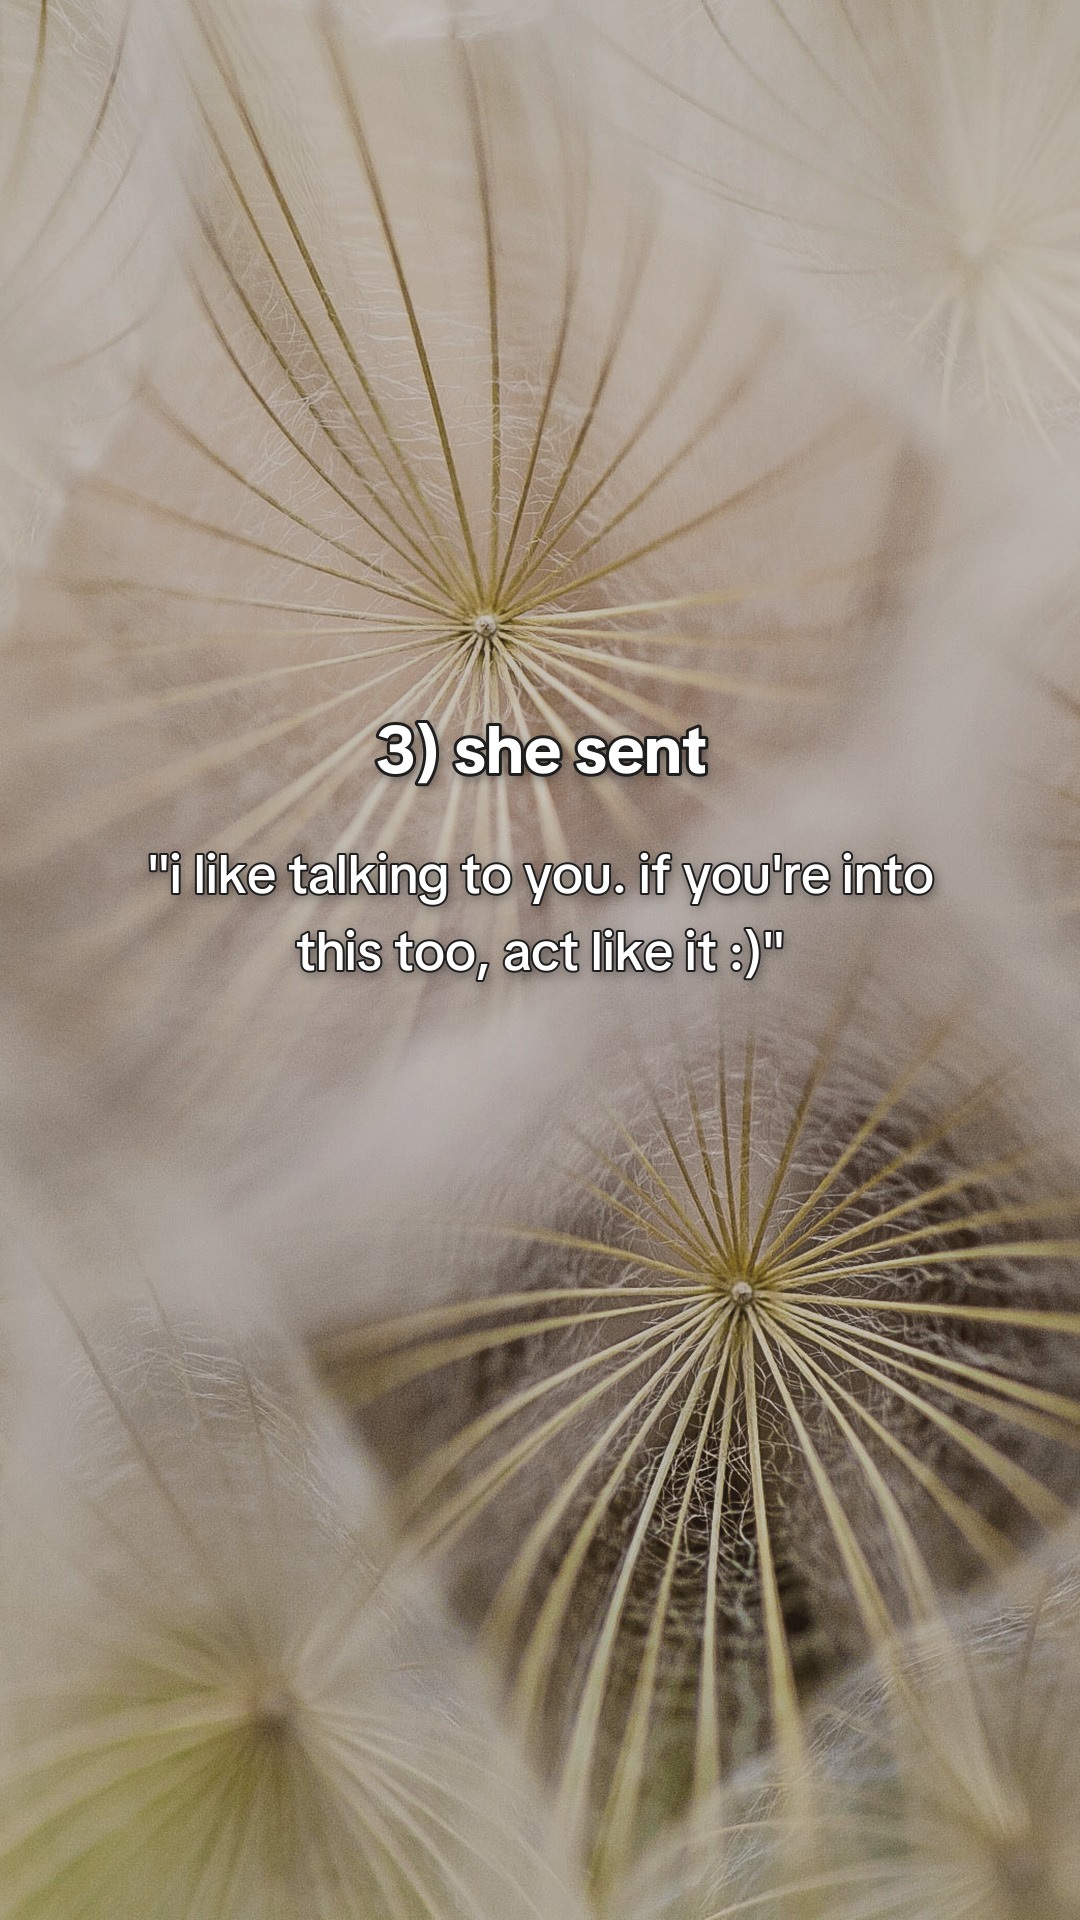 3) she sent
"i like talking to you. if you're into
this too, act like it :)"